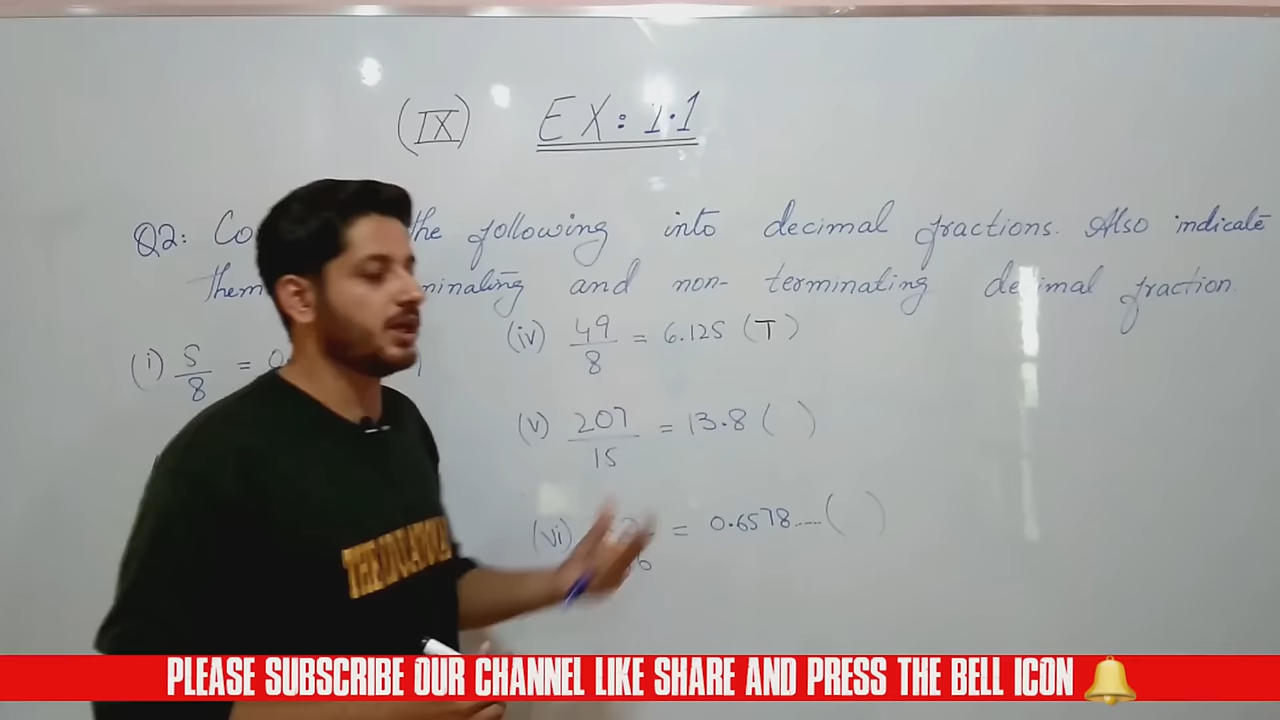 (IX) EX: 1.1
Q2: Co the following into decimal fractions. Also indicate
them minating and non- terminating decimal fraction.
(i) 5/8 = 0
(iv) 49/8 = 6.125 (T)
(v) 207/15 = 13.8 ( )
(vi) = 0.6578..... ( )
PLEASE SUBSCRIBE OUR CHANNEL LIKE SHARE AND PRESS THE BELL ICON